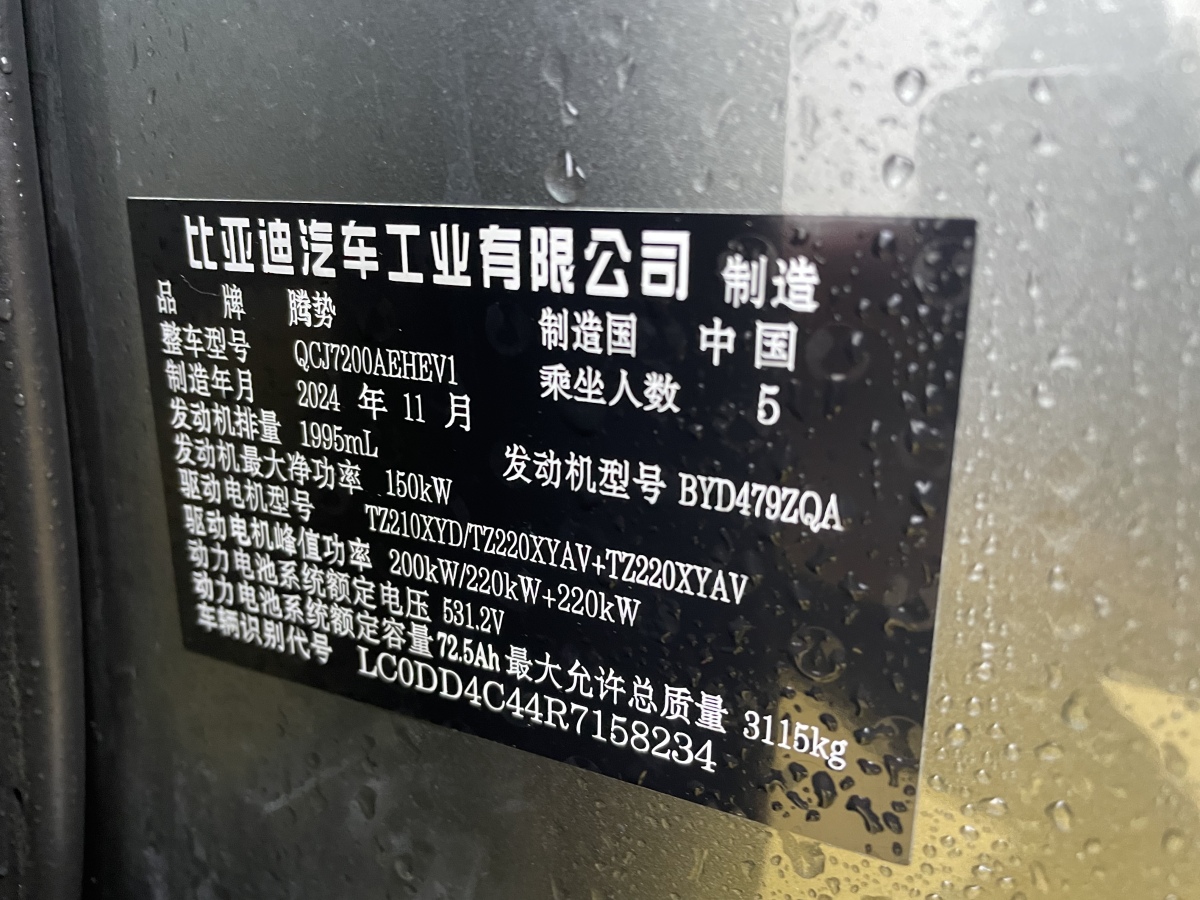 比亚迪汽车工业有限公司 制造
品牌 腾势 制造国 中国
整车型号 QCJ7200AEHEV1 乘坐人数 5
制造年月 2024 年 11 月
发动机排量 1995mL 发动机型号 BYD479ZQA
发动机最大净功率 150kW
驱动电机型号 TZ210XYD/TZ220XYAV+TZ220XYAV
驱动电机峰值功率 200kW/220kW+220kW
动力电池系统额定电压 531.2V
动力电池系统额定容量 72.5Ah 最大允许总质量 3115kg
车辆识别代号 LC0DD4C44R7158234